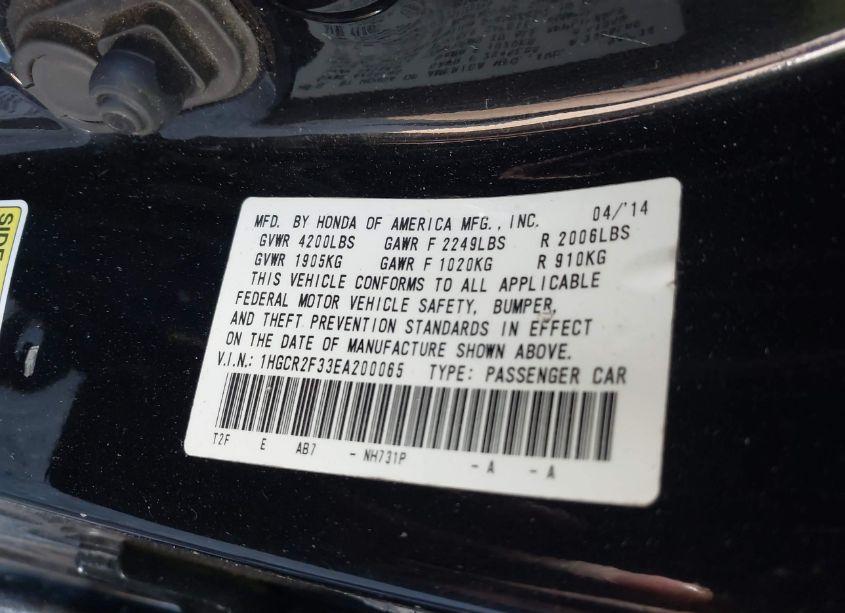 MFD. BY HONDA OF AMERICA MFG., INC. 04/'14
GVWR 4200LBS GAWR F 2249LBS R 2006LBS
GVWR 1905KG GAWR F 1020KG R 910KG
THIS VEHICLE CONFORMS TO ALL APPLICABLE
FEDERAL MOTOR VEHICLE SAFETY, BUMPER,
AND THEFT PREVENTION STANDARDS IN EFFECT
ON THE DATE OF MANUFACTURE SHOWN ABOVE.
V.I.N.: 1HGCR2F33EA200065 TYPE: PASSENGER CAR
T2F E AB7 - NH731P - A - A
SIDE